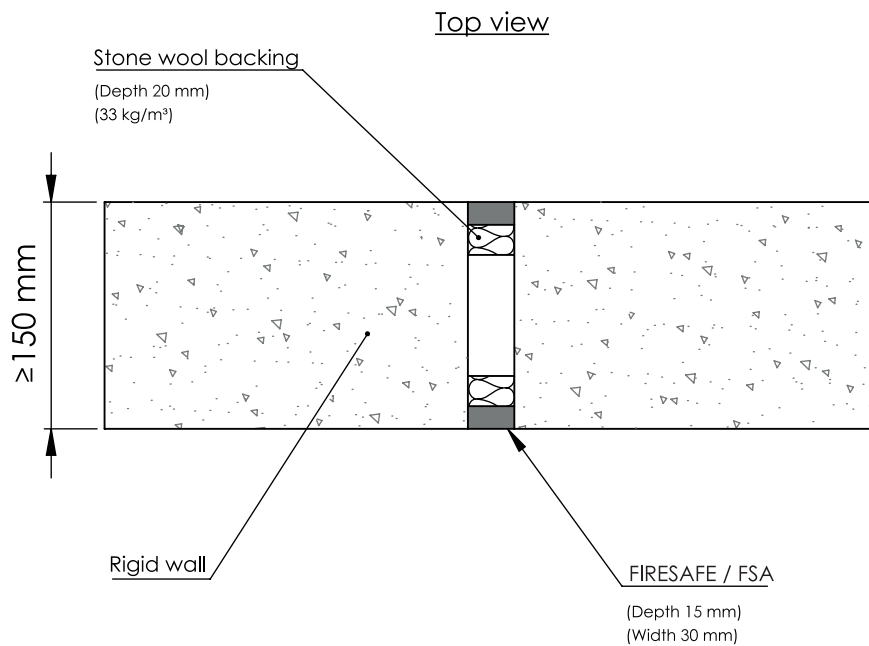 Top view
Stone wool backing
(Depth 20 mm)
(33 kg/m³)
≥150 mm
Rigid wall
FIRESAFE / FSA
(Depth 15 mm)
(Width 30 mm)